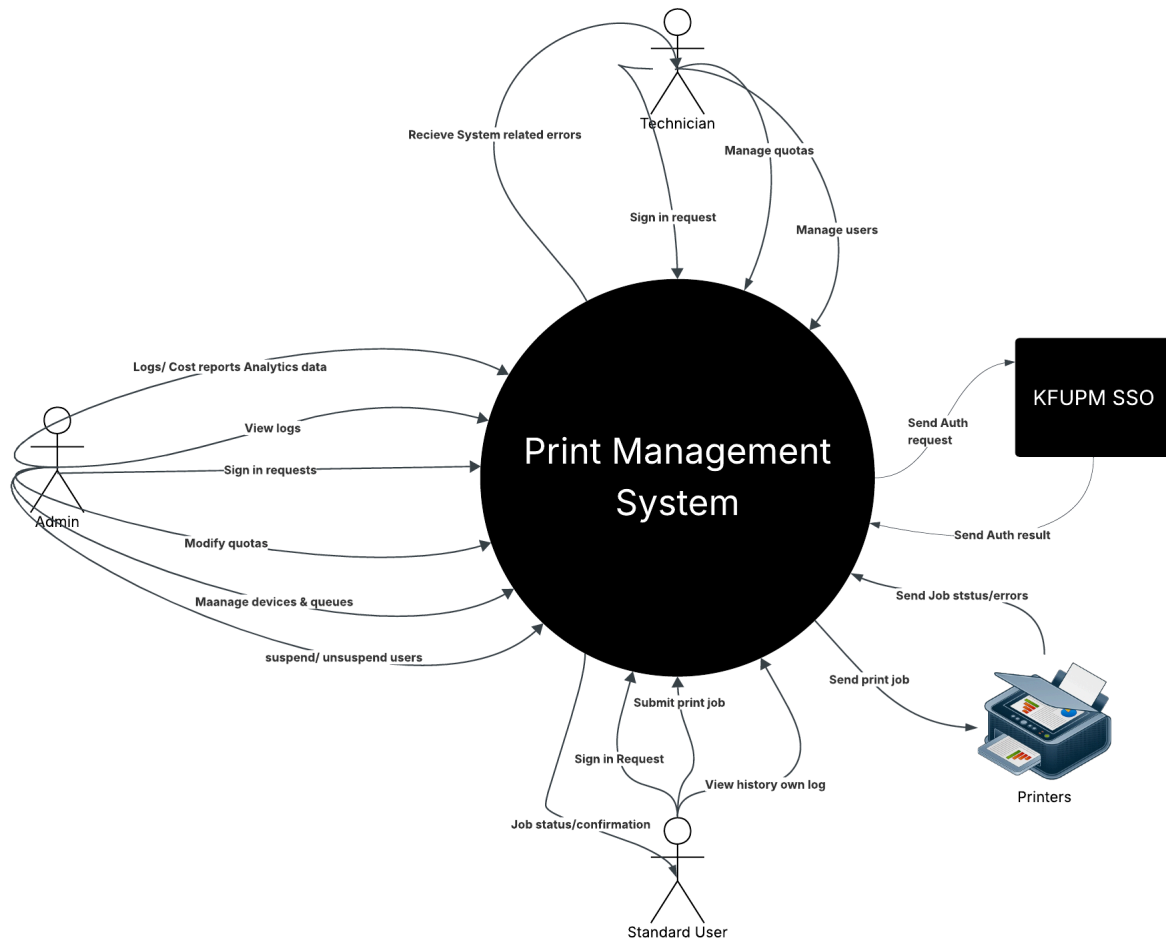 Technician
Recieve System related errors
Manage quotas
Sign in request
Manage users
Logs/ Cost reports Analytics data
KFUPM SSO
View logs
Send Auth
request
Print Management
System
Sign in requests
Admin
Modify quotas
Send Auth result
Maanage devices & queues
Send Job ststus/errors
suspend/ unsuspend users
Send print job
Submit print job
Sign in Request
View history own log
Printers
Job status/confirmation
Standard User